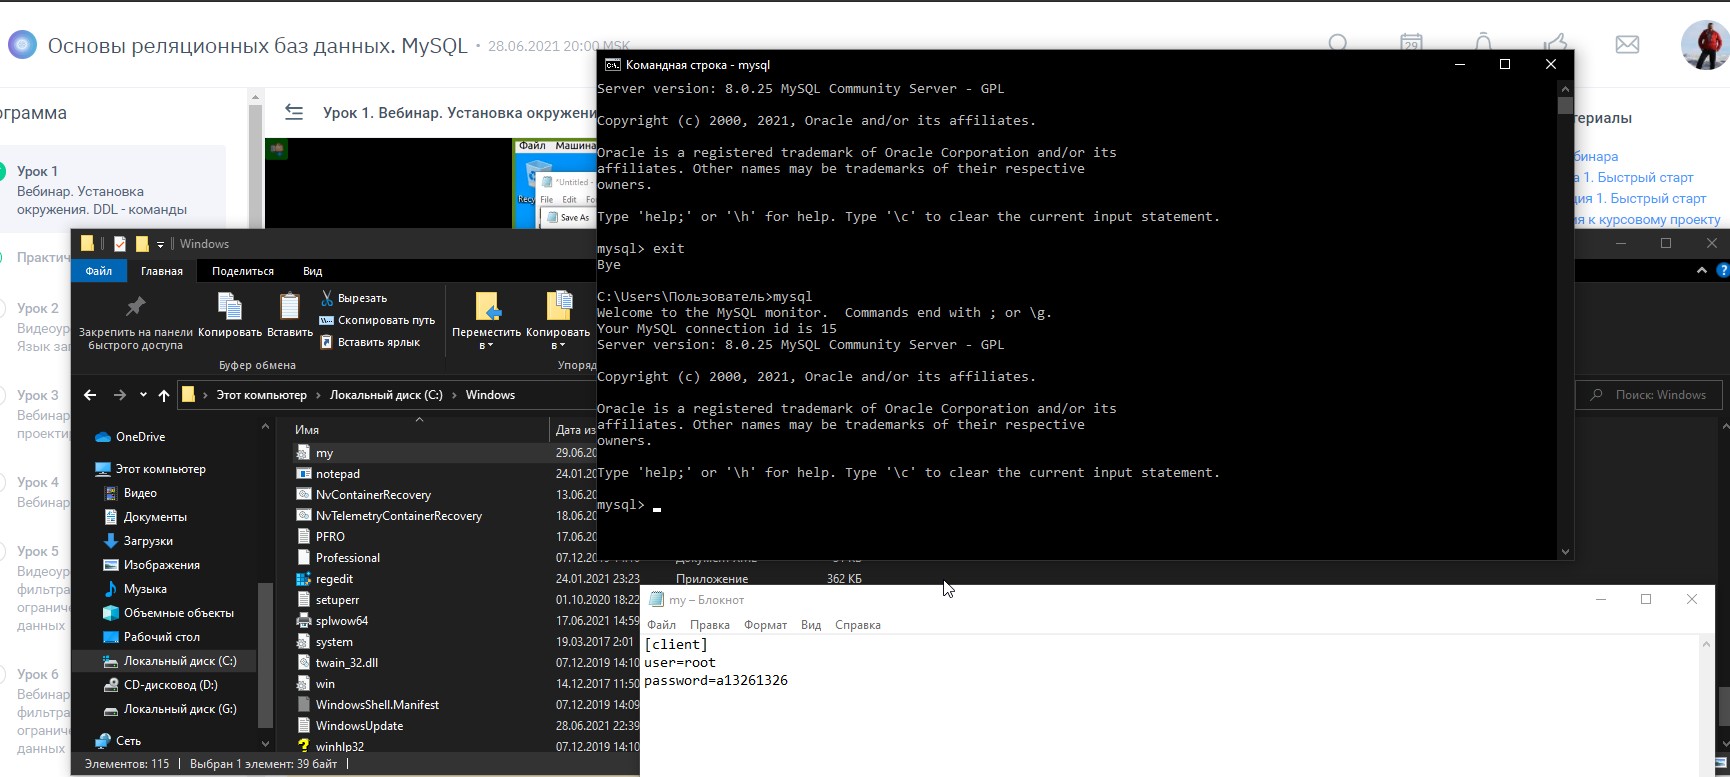 Основы реляционных баз данных. MySQL • 28.06.2021 20:00 MSK
29
Урок 1. Вебинар. Установка окружени
Урок 1
Вебинар. Установка
окружения. DDL - команды
Урок 2
Урок 3
Урок 4
Урок 5
Урок 6
данных
данных
Файл Машина
*Untitled -
File Edit Fo
Save As
бинара
а 1. Быстрый старт
ция 1. Быстрый старт
я к курсовому проекту
Командная строка - mysql
Server version: 8.0.25 MySQL Community Server - GPL
Copyright (c) 2000, 2021, Oracle and/or its affiliates.
Oracle is a registered trademark of Oracle Corporation and/or its
affiliates. Other names may be trademarks of their respective
owners.
Type 'help;' or '\h' for help. Type '\c' to clear the current input statement.
mysql> exit
Bye
C:\Users\Пользователь>mysql
Welcome to the MySQL monitor.  Commands end with ; or \g.
Your MySQL connection id is 15
Server version: 8.0.25 MySQL Community Server - GPL
Copyright (c) 2000, 2021, Oracle and/or its affiliates.
Oracle is a registered trademark of Oracle Corporation and/or its
affiliates. Other names may be trademarks of their respective
owners.
Type 'help;' or '\h' for help. Type '\c' to clear the current input statement.
mysql>
Windows
Файл Главная Поделиться Вид
Закрепить на панели
быстрого доступа
Копировать
Вставить
Вырезать
Скопировать путь
Вставить ярлык
Буфер обмена
Переместить
в
Копировать
в
Упоряд
Этот компьютер > Локальный диск (C:) > Windows
Поиск: Windows
OneDrive
Этот компьютер
Видео
Документы
Загрузки
Изображения
Музыка
Объемные объекты
Рабочий стол
Локальный диск (C:)
CD-дисковод (D:)
Локальный диск (G:)
Сеть
Имя Дата из
my 29.06.20
notepad 24.01.20
NvContainerRecovery 13.06.20
NvTelemetryContainerRecovery 18.06.20
PFRO 17.06.20
Professional 07.12.2019 14:10
regedit 24.01.2021 23:23 Приложение 362 КБ
setuperr 01.10.2020 18:22
splwow64 17.06.2021 14:59
system 19.03.2017 2:01
twain_32.dll 07.12.2019 14:10
win 14.12.2017 11:50
WindowsShell.Manifest 07.12.2019 14:09
WindowsUpdate 28.06.2021 22:39
winhlp32 07.12.2019 14:10
Элементов: 115 | Выбран 1 элемент: 39 байт |
my – Блокнот
Файл Правка Формат Вид Справка
[client]
user=root
password=a13261326